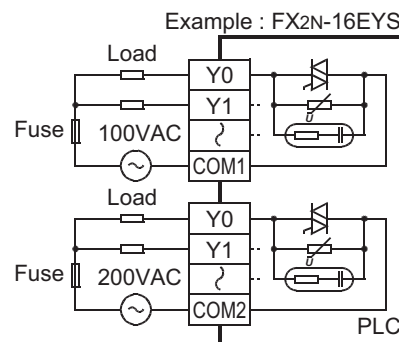 Example : FX2N-16EYS
Load
Y0
Y1
Fuse
100VAC
U
COM1
Load
Y0
Y1
Fuse
200VAC
U
COM2
PLC